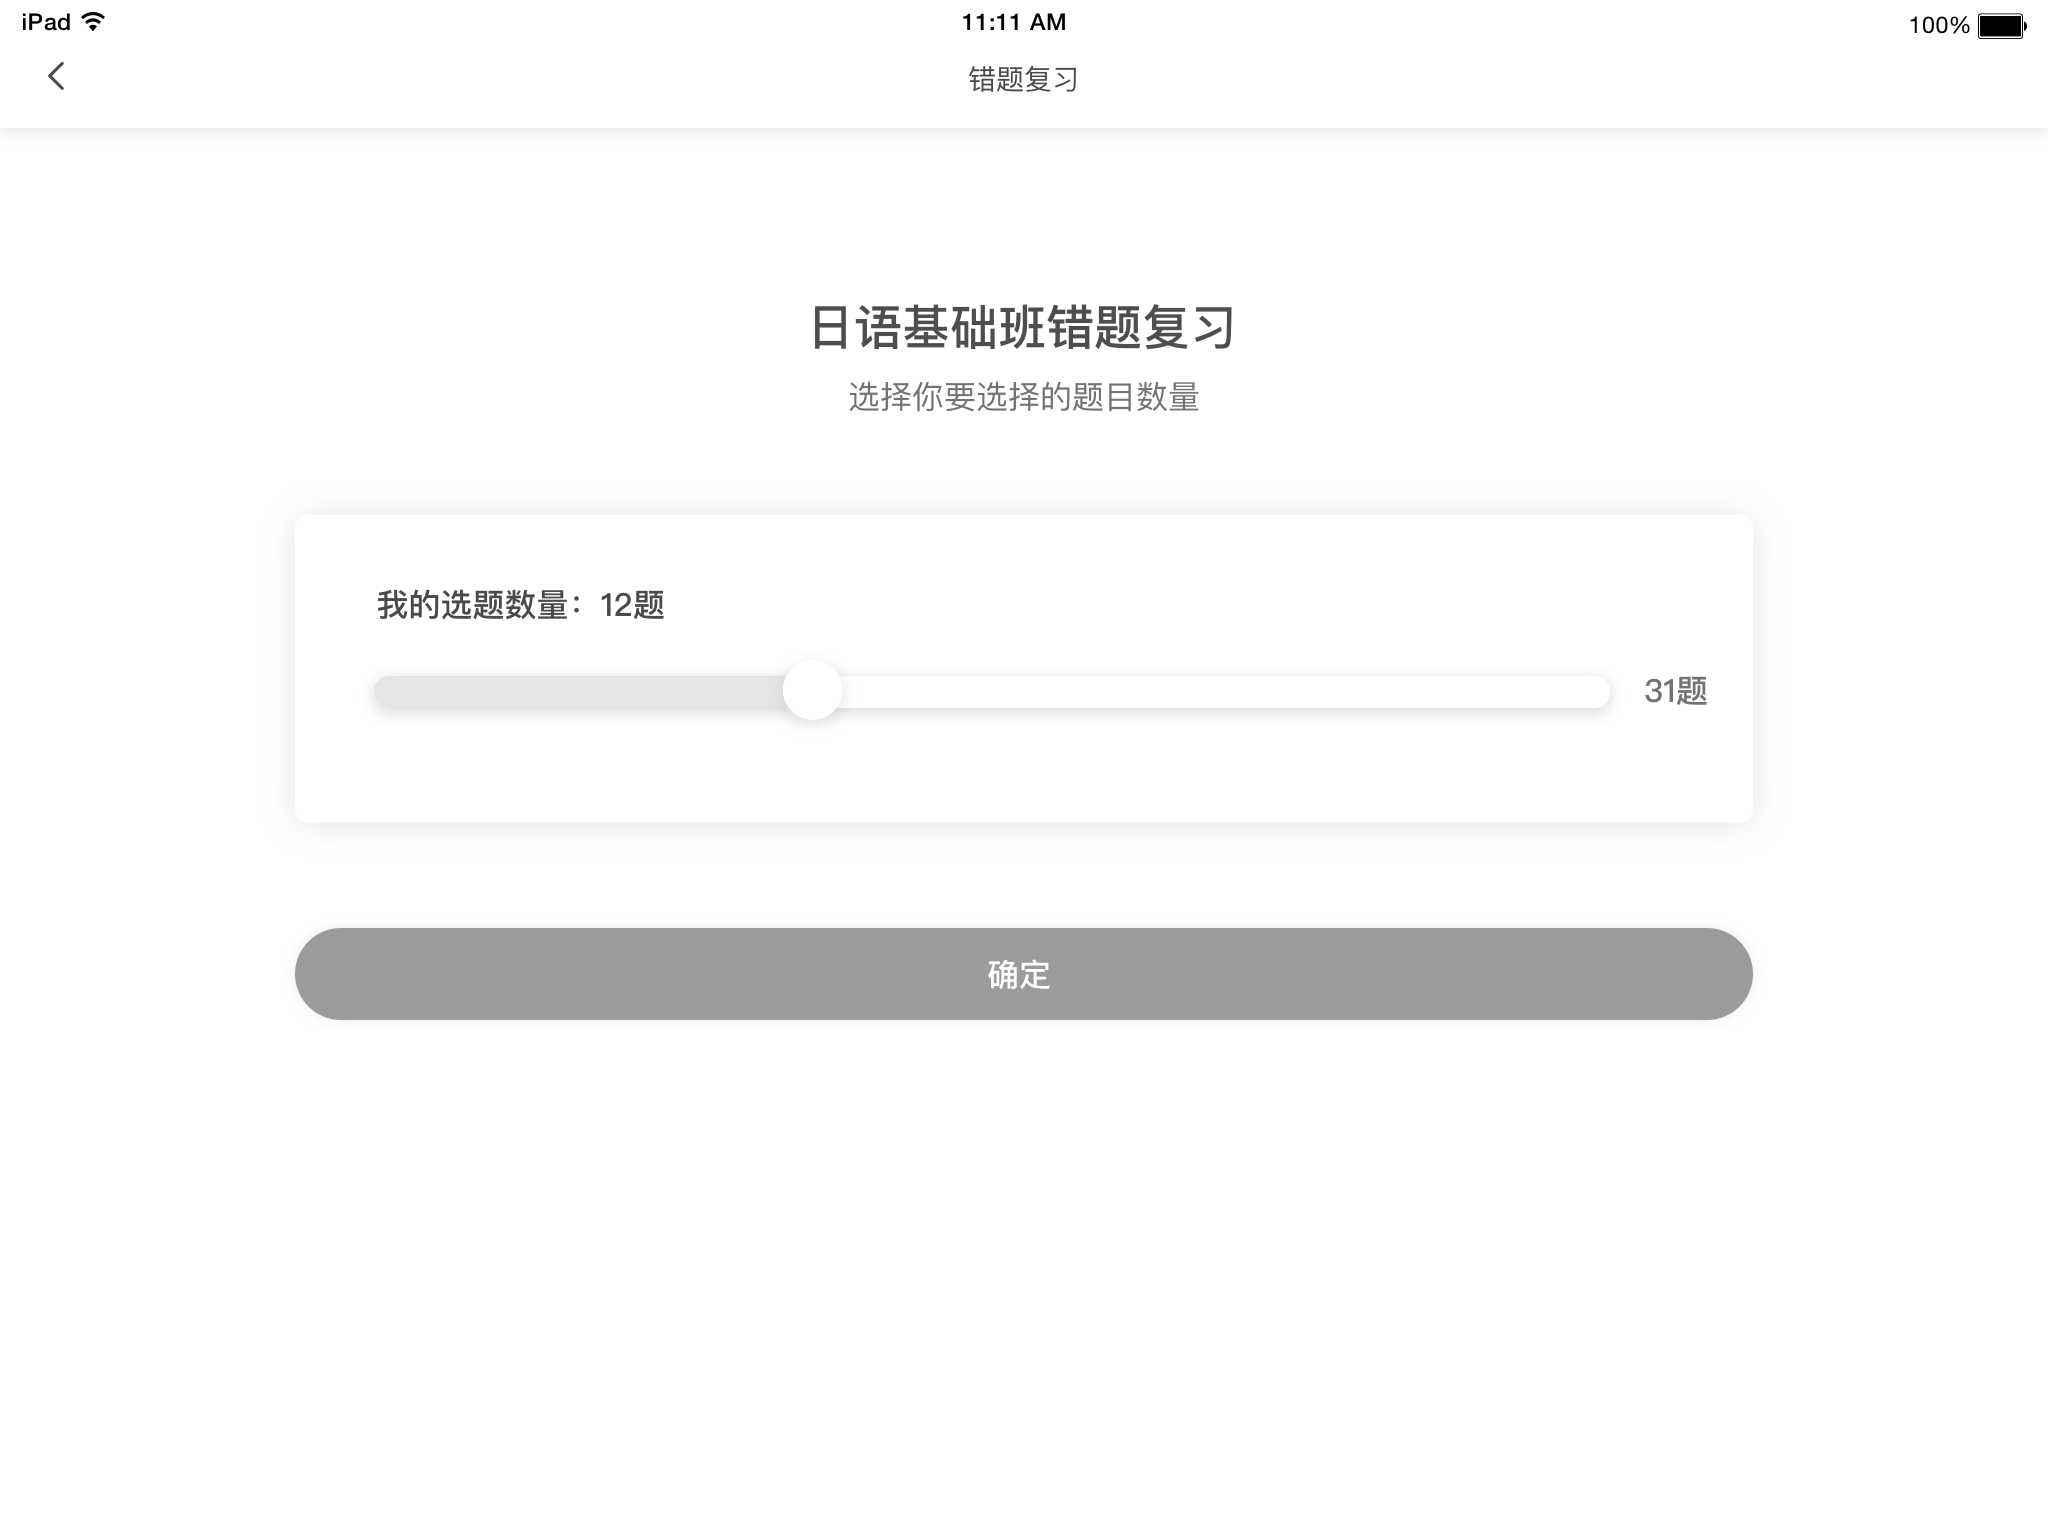 iPad
11:11 AM
100%
错题复习
日语基础班错题复习
选择你要选择的题目数量
我的选题数量：12题
31题
确定